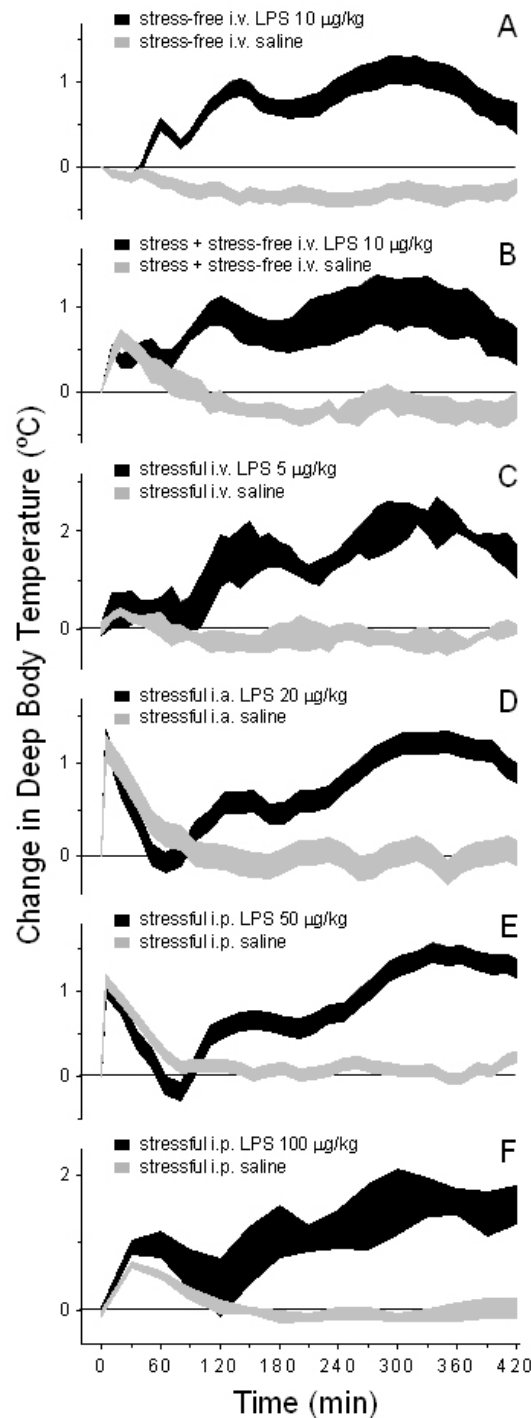 stress-free i.v. LPS 10 µg/kg
A
stress-free i.v. saline
1
0
stress + stress-free i.v. LPS 10 µg/kg
B
stress + stress-free i.v. saline
1
0
stressful i.v. LPS 5 µg/kg
C
stressful i.v. saline
2
1
0
stressful i.a. LPS 20 µg/kg
D
stressful i.a. saline
1
0
stressful i.p. LPS 50 µg/kg
E
stressful i.p. saline
1
0
stressful i.p. LPS 100 µg/kg
F
stressful i.p. saline
2
0
Change in Deep Body Temperature (ºC)
0 60 120 180 240 300 360 420
Time (min)